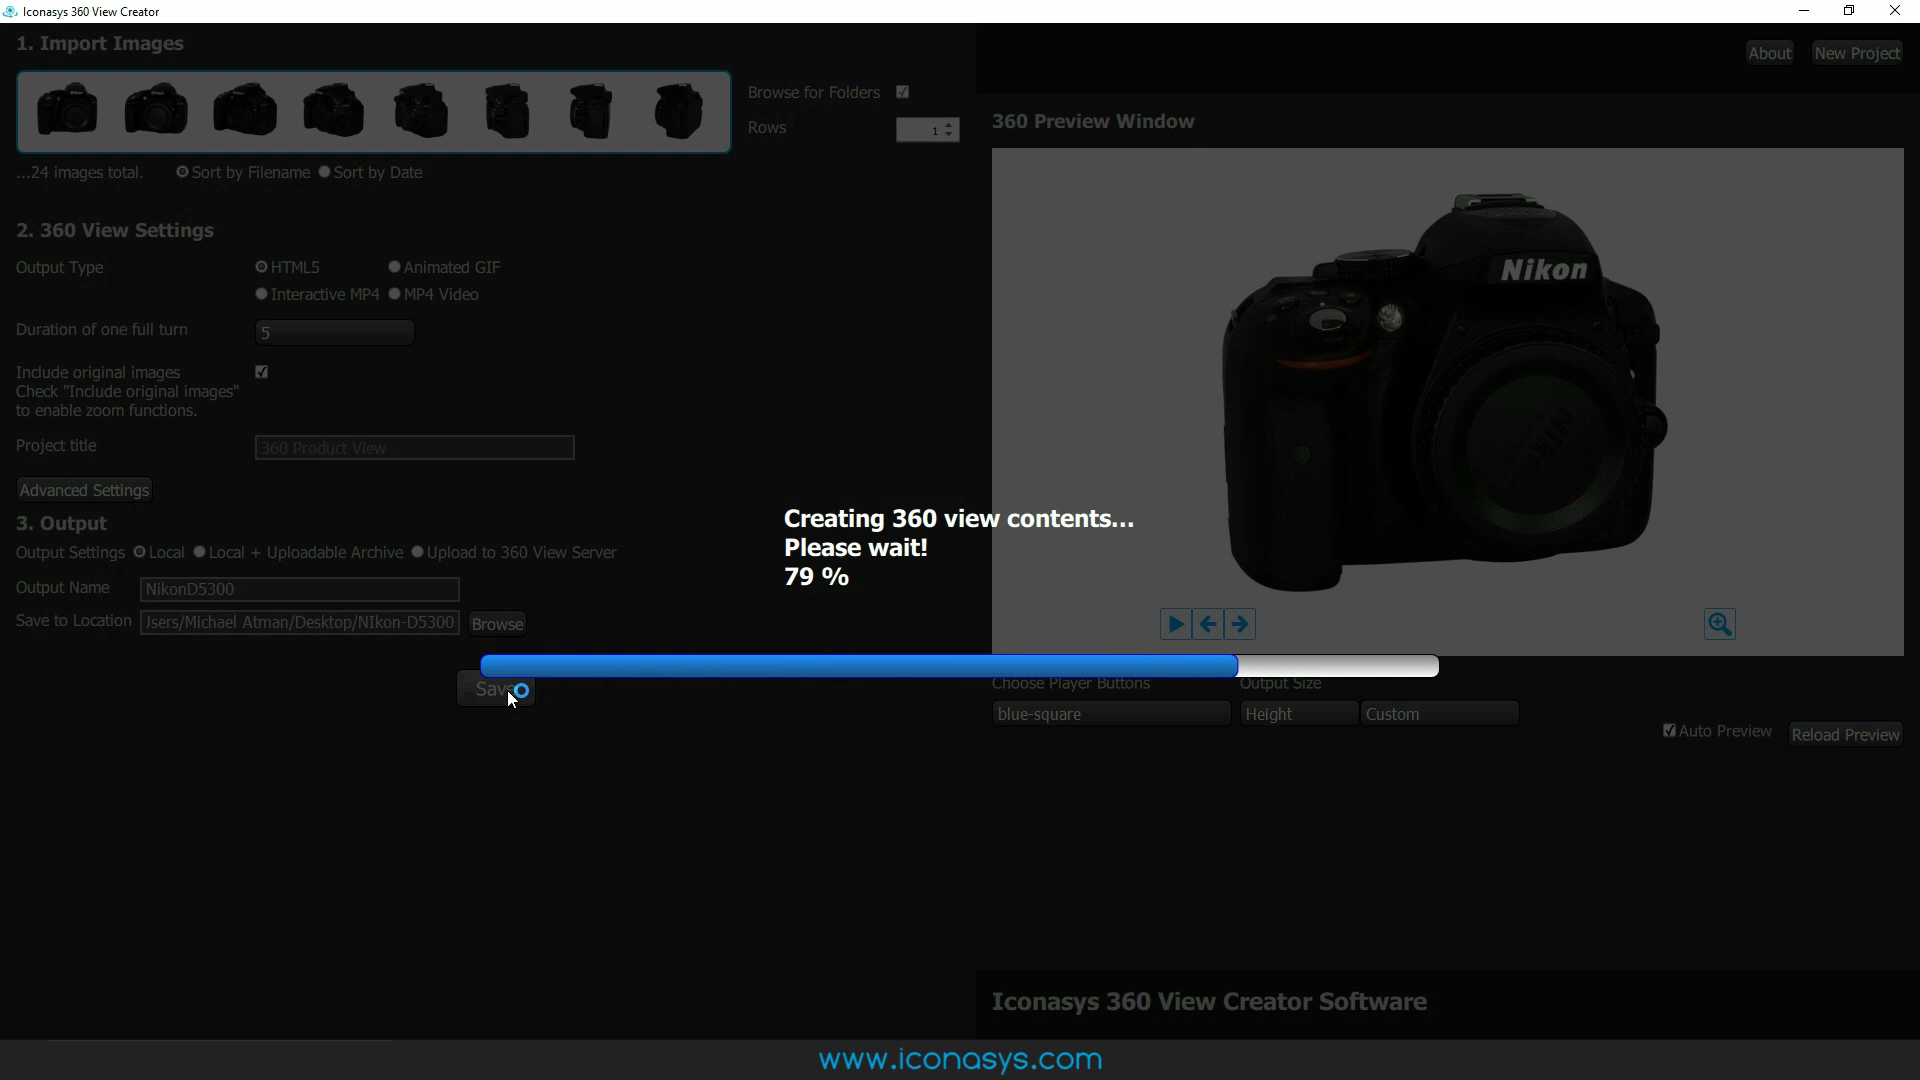 Iconasys 360 View Creator
1. Import Images
About
New Project
Browse for Folders
Rows
1
360 Preview Window
...24 images total.
Sort by Filename
Sort by Date
2. 360 View Settings
Output Type
HTML5
Animated GIF
Interactive MP4
MP4 Video
Duration of one full turn
5
Include original images
Check "Include original images"
to enable zoom functions.
Project title
360 Product View
Advanced Settings
3. Output
Output Settings
Local
Local + Uploadable Archive
Upload to 360 View Server
Output Name
NikonD5300
Save to Location
Jsers/Michael Atman/Desktop/NIkon-D5300
Browse
Save
Nikon
Creating 360 view contents...
Please wait!
79 %
Choose Player Buttons
Output Size
blue-square
Height
Custom
Auto Preview
Reload Preview
Iconasys 360 View Creator Software
www.iconasys.com